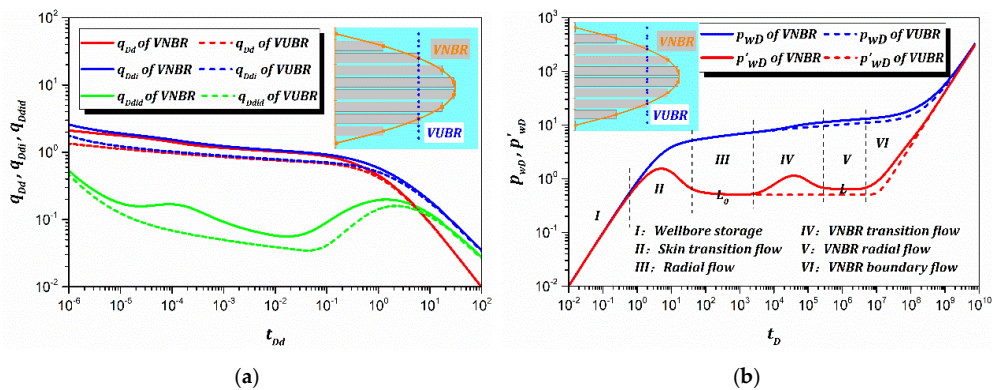 q_Dd of VNBR q_Dd of VUBR
q_Ddi of VNBR q_Ddi of VUBR
q_Ddid of VNBR q_Ddid of VUBR
VNBR
VUBR
q_Dd, q_Ddi, q_Ddid
10^2
10^1
10^0
10^-1
10^-2
10^-6 10^-5 10^-4 10^-3 10^-2 10^-1 10^0 10^1 10^2
t_Dd
(a)
p_wD of VNBR p_wD of VUBR
p'_wD of VNBR p'_wD of VUBR
VNBR
VUBR
p_wD, p'_wD
10^3
10^2
10^1
10^0
10^-1
10^-2
I II III IV V VI
L_0
I: Wellbore storage IV: VNBR transition flow
II: Skin transition flow V: VNBR radial flow
III: Radial flow VI: VNBR boundary flow
10^-2 10^-1 10^0 10^1 10^2 10^3 10^4 10^5 10^6 10^7 10^8 10^9 10^10
t_D
(b)